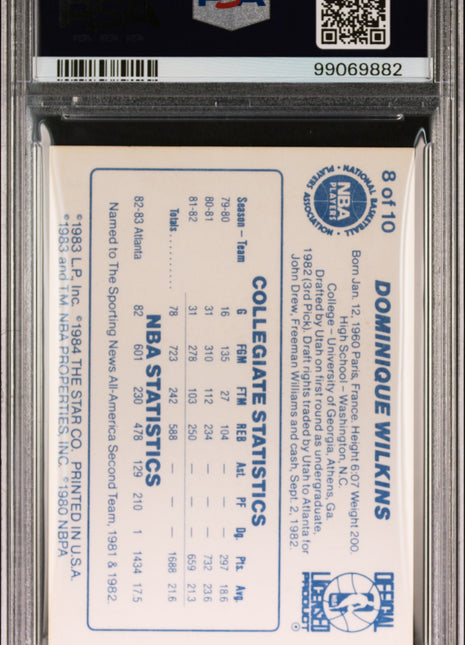 99069882
8 of 10
NATIONAL BASKETBALL
PLAYERS ASSOCIATION
NBA
PLAYERS
DOMINIQUE WILKINS
Born Jan. 12, 1960 Paris, France. Height 6:07 Weight 200.
High School – Washington, N.C.
College – University of Georgia, Athens, Ga.
Drafted by Utah on first round as undergraduate,
1982 (3rd Pick). Draft rights traded by Utah to Atlanta for
John Drew, Freeman Williams and cash, Sept. 2, 1982.
OFFICIAL
LICENSED
PRODUCT
®
COLLEGIATE STATISTICS
Season – Team G FGM FTM REB Ast. PF Dq. Pts. Avg.
79-80 16 135 27 104 — — — 297 18.6
80-81 31 310 112 234 — — — 732 23.6
81-82 31 278 103 250 — — — 659 21.3
Totals........... 78 723 242 588 — — — 1688 21.6
NBA STATISTICS
82-83 Atlanta 82 601 230 478 129 210 1 1434 17.5
Named to The Sporting News All-America Second Team, 1981 & 1982.
©1983 L.P., Inc. ©1984 THE STAR CO. PRINTED IN U.S.A.
©1983 and TM, NBA PROPERTIES, INC. ©1980 NBPA